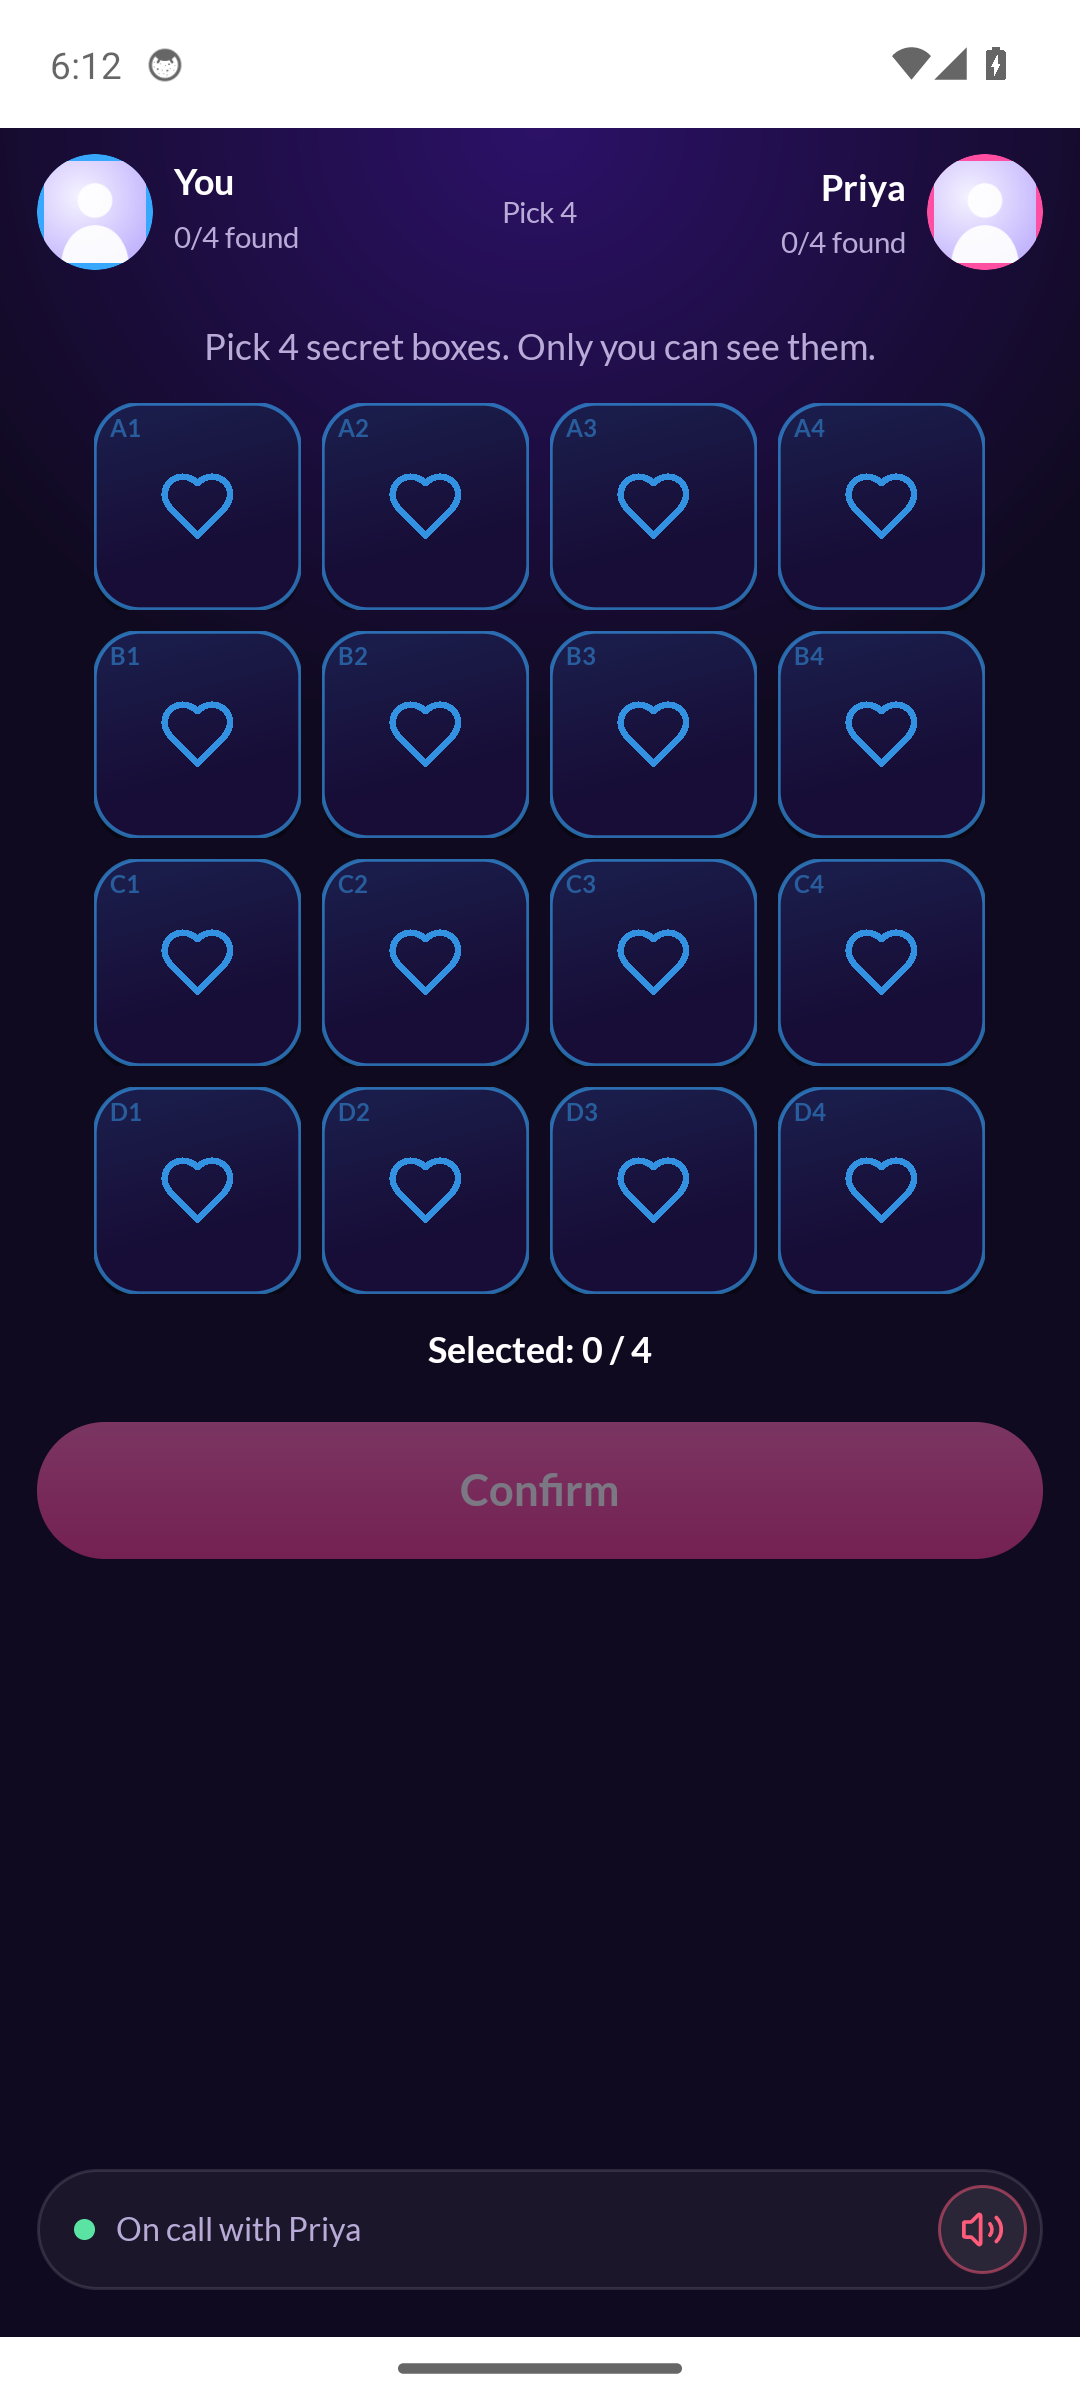 6:12
You
0/4 found
Pick 4
Priya
0/4 found
Pick 4 secret boxes. Only you can see them.
A1 A2 A3 A4
B1 B2 B3 B4
C1 C2 C3 C4
D1 D2 D3 D4
Selected: 0 / 4
Confirm
On call with Priya